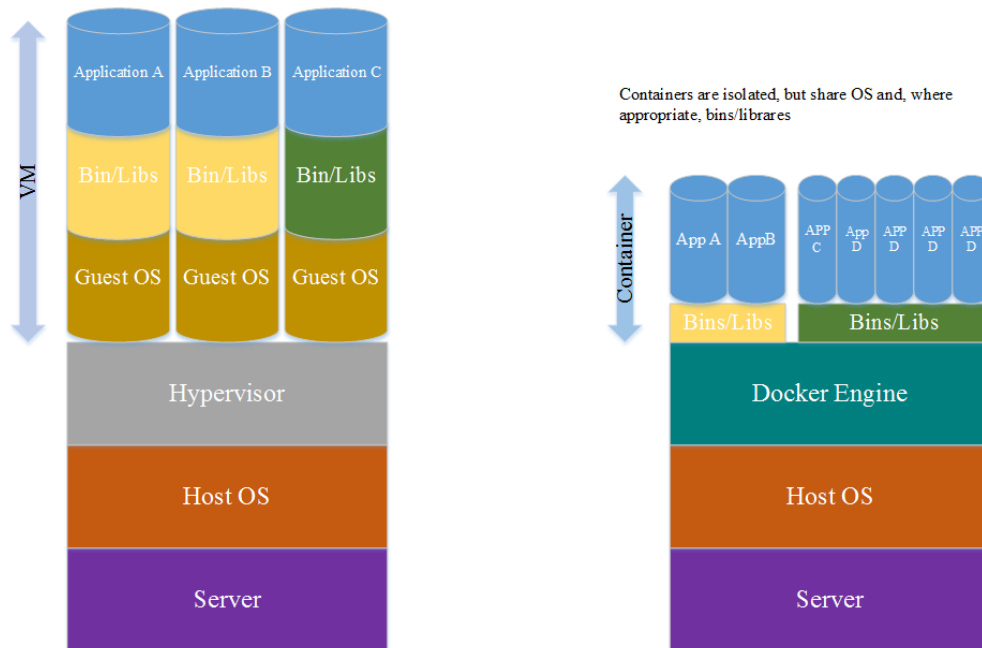 VM
Application A
Application B
Application C
Bin/Libs
Bin/Libs
Bin/Libs
Guest OS
Guest OS
Guest OS
Hypervisor
Host OS
Server
Containers are isolated, but share OS and, where
appropriate, bins/librares
Container
App A
AppB
APP
C
App
D
APP
D
APP
D
APP
D
Bins/Libs
Bins/Libs
Docker Engine
Host OS
Server